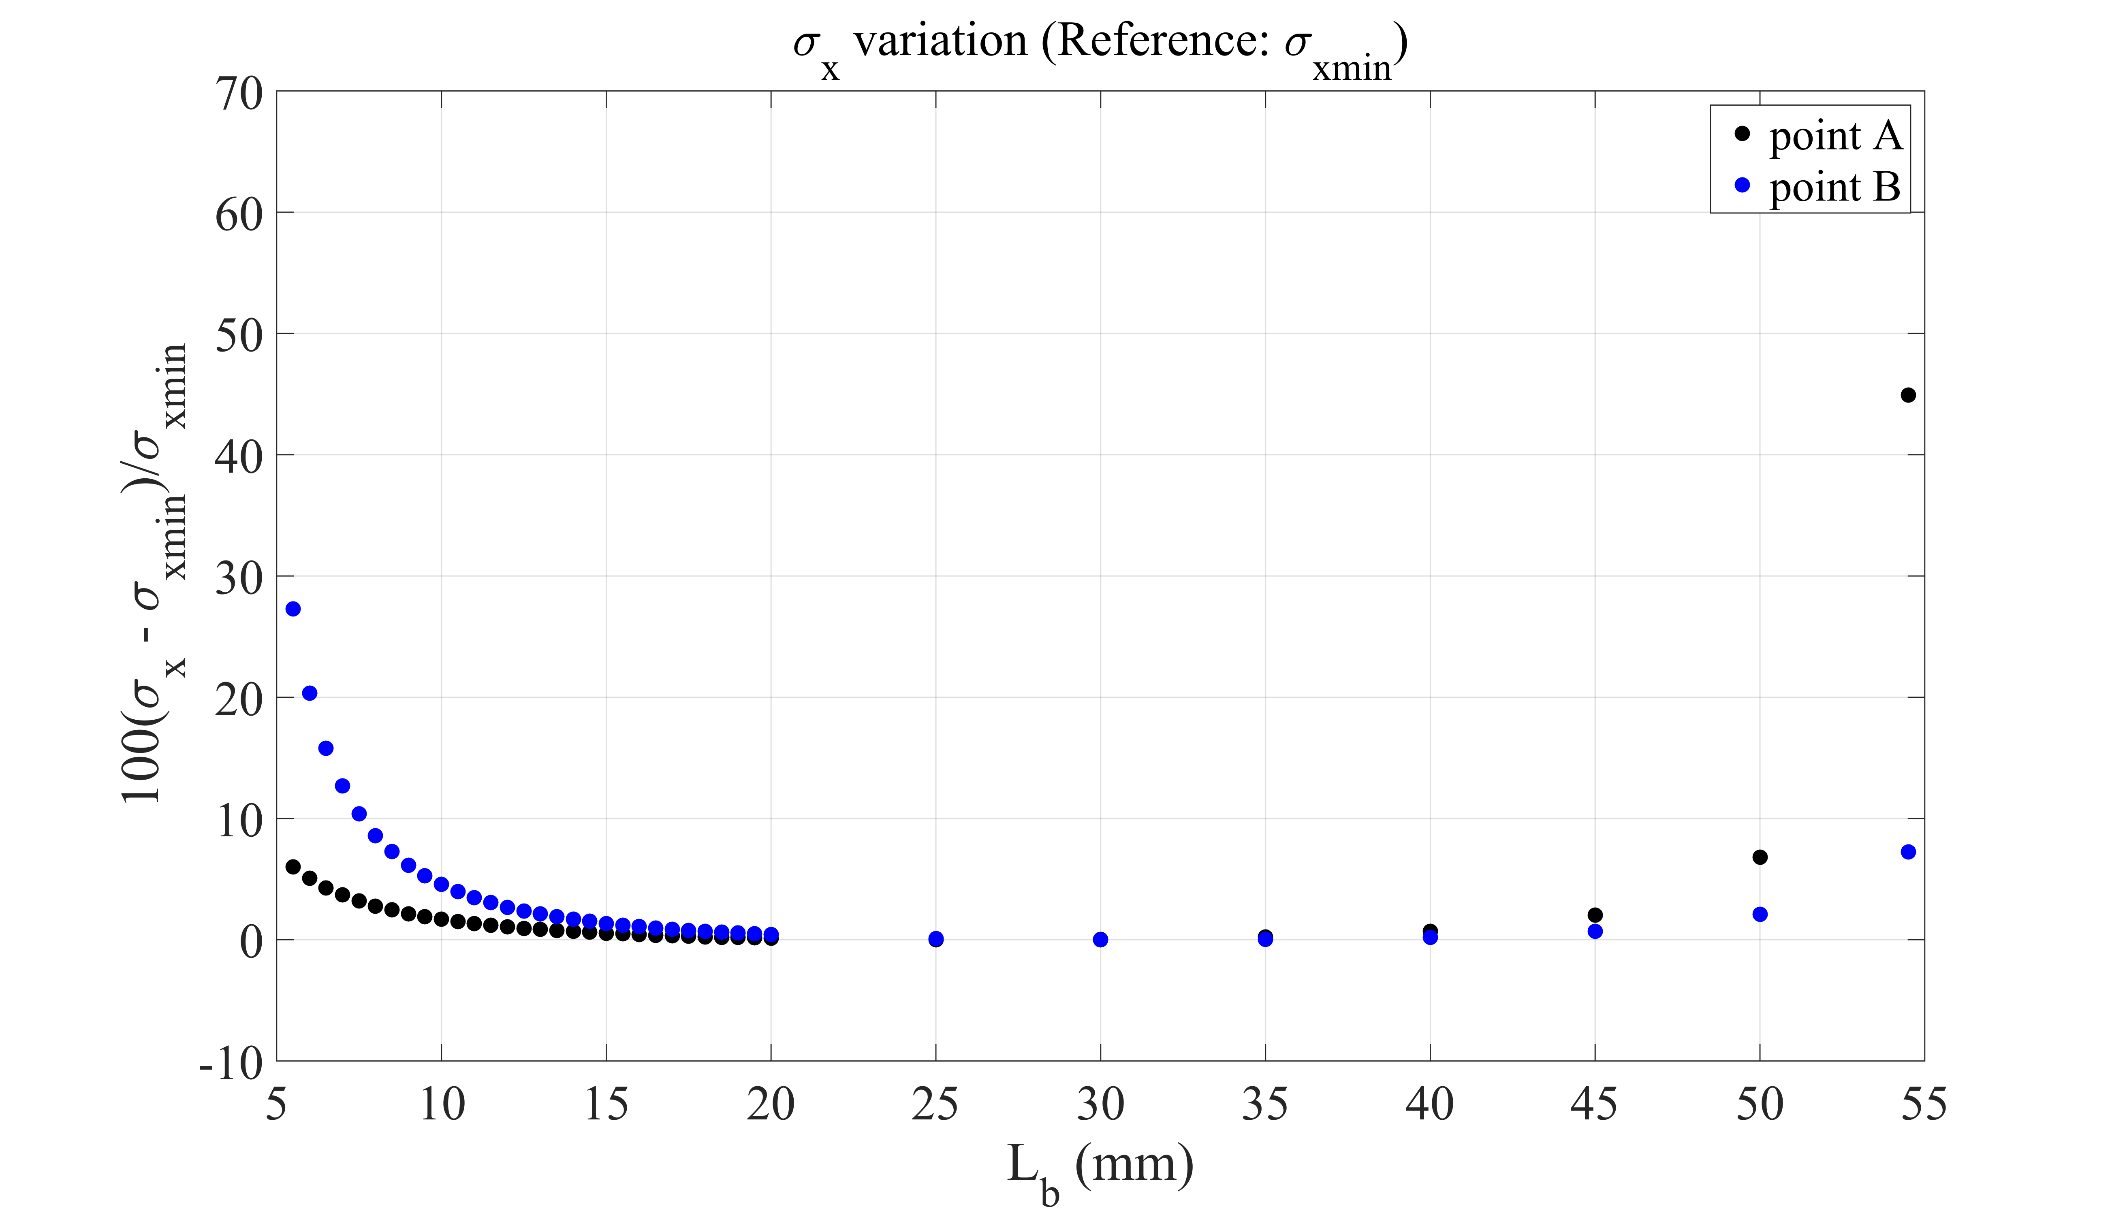 σx variation (Reference: σxmin)
70
60
50
40
30
20
10
0
-10
100(σx - σxmin)/σxmin
point A
point B
5 10 15 20 25 30 35 40 45 50 55
Lb (mm)